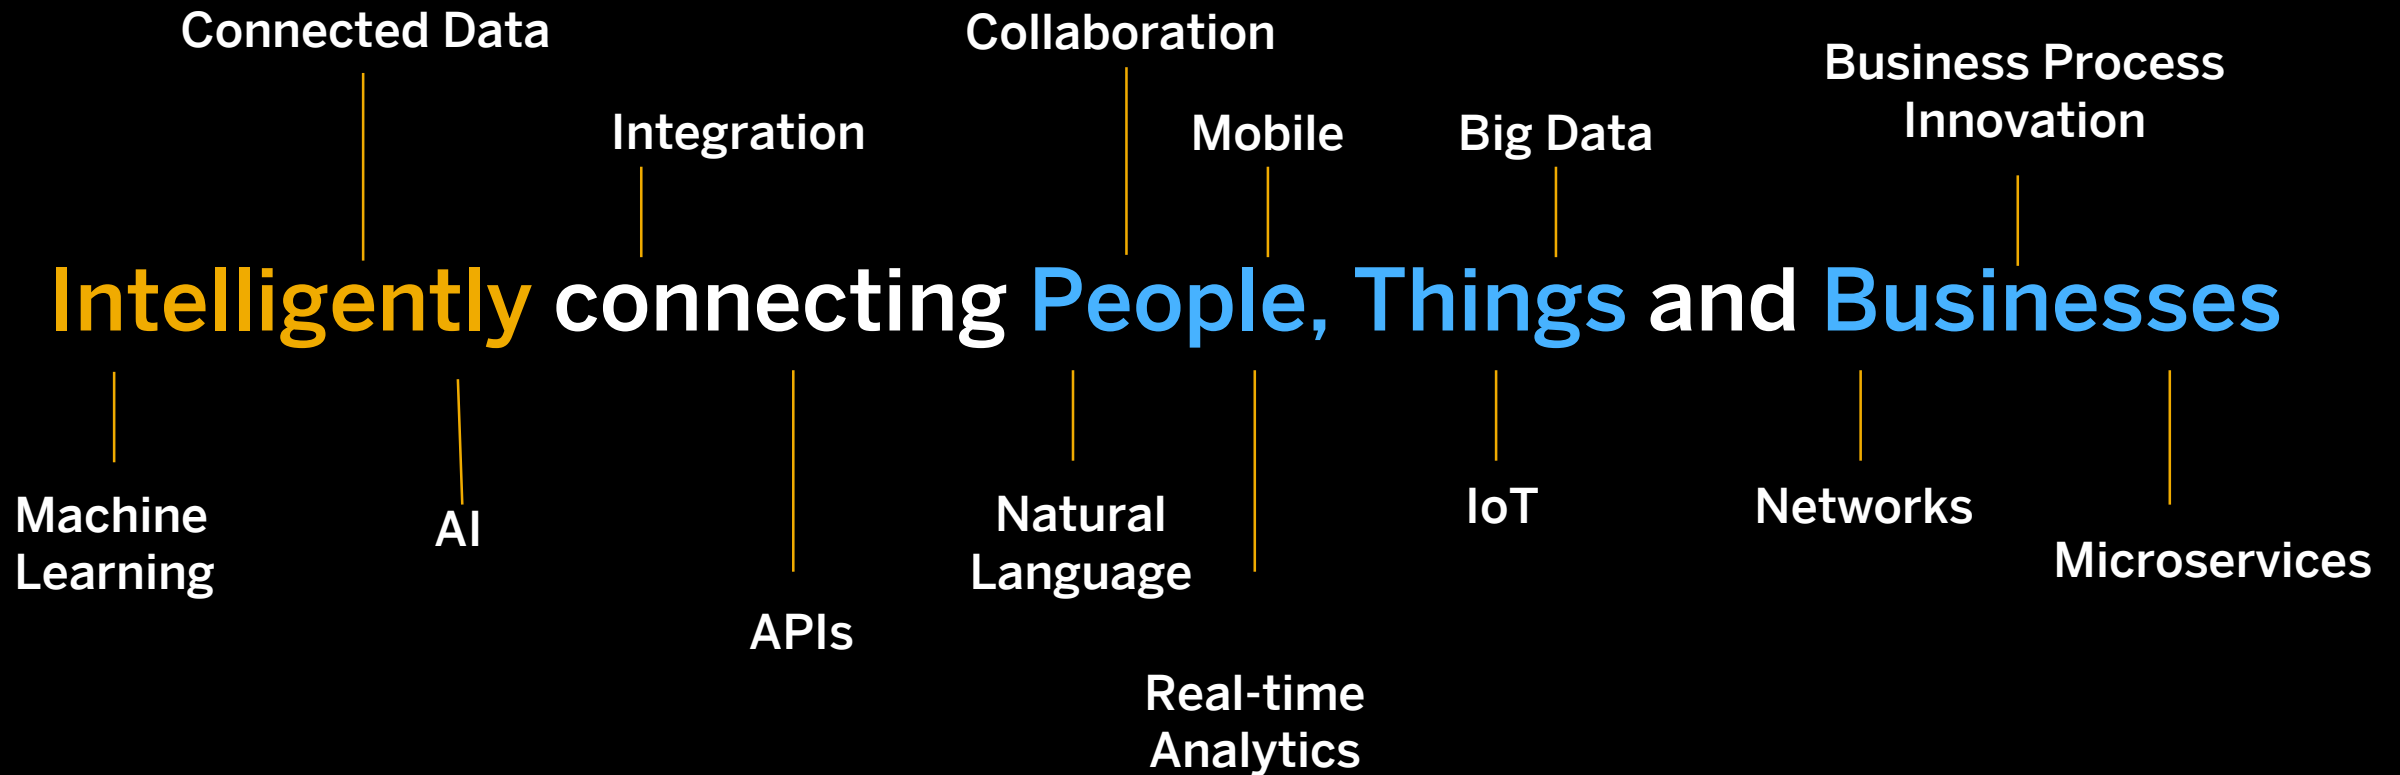 Connected Data
Collaboration
Business Process
Innovation
Integration
Mobile
Big Data
Intelligently connecting People, Things and Businesses
Machine
Learning
AI
APIs
Natural
Language
Real-time
Analytics
IoT
Networks
Microservices